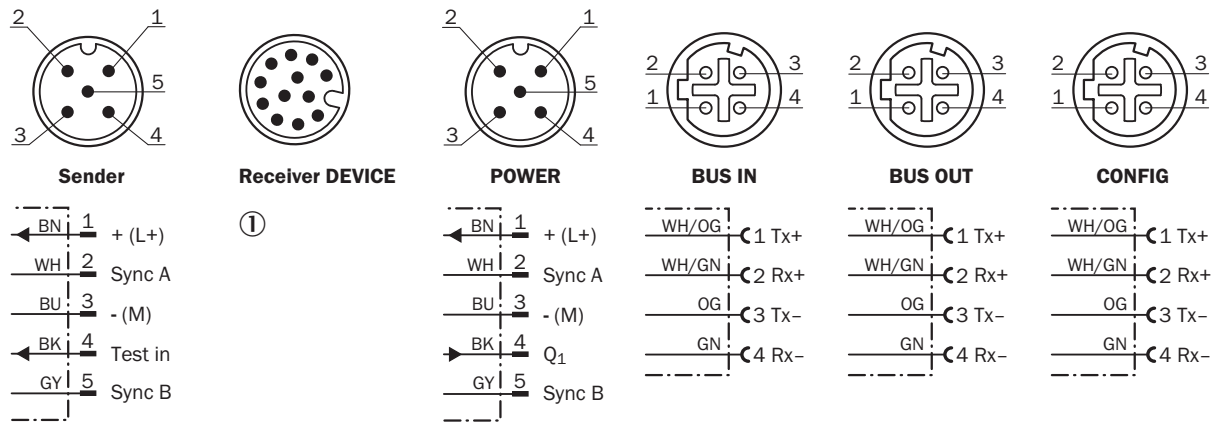 2 1
5
3 4
Sender
BN 1 + (L+)
WH 2 Sync A
BU 3 - (M)
BK 4 Test in
GY 5 Sync B
Receiver DEVICE
①
2 1
5
3 4
POWER
BN 1 + (L+)
WH 2 Sync A
BU 3 - (M)
BK 4 Q1
GY 5 Sync B
2 3
1 4
BUS IN
WH/OG 1 Tx+
WH/GN 2 Rx+
OG 3 Tx–
GN 4 Rx–
2 3
1 4
BUS OUT
WH/OG 1 Tx+
WH/GN 2 Rx+
OG 3 Tx–
GN 4 Rx–
2 3
1 4
CONFIG
WH/OG 1 Tx+
WH/GN 2 Rx+
OG 3 Tx–
GN 4 Rx–